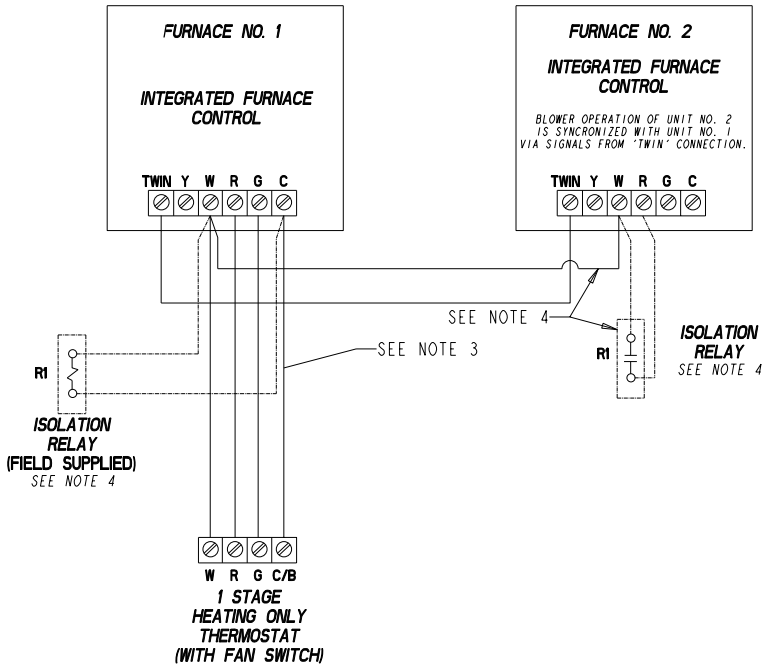 FURNACE NO. 1
INTEGRATED FURNACE
CONTROL
TWIN Y W R G C
FURNACE NO. 2
INTEGRATED FURNACE
CONTROL
BLOWER OPERATION OF UNIT NO. 2
IS SYNCRONIZED WITH UNIT NO. 1
VIA SIGNALS FROM 'TWIN' CONNECTION.
TWIN Y W R G C
SEE NOTE 4
SEE NOTE 3
R1
ISOLATION
RELAY
(FIELD SUPPLIED)
SEE NOTE 4
R1
ISOLATION
RELAY
SEE NOTE 4
W R G C/B
1 STAGE
HEATING ONLY
THERMOSTAT
(WITH FAN SWITCH)